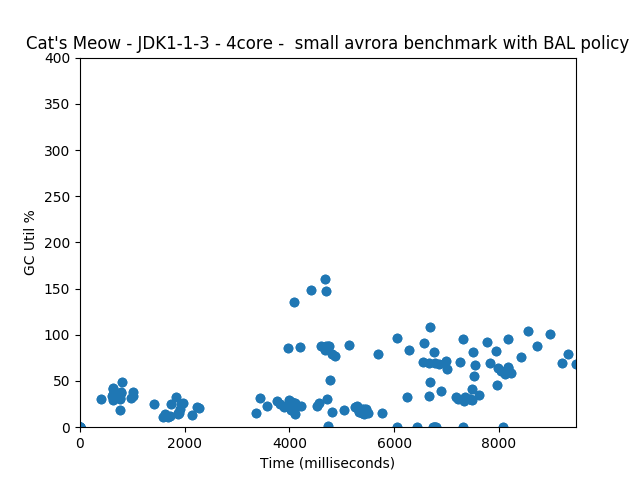 Cat's Meow - JDK1-1-3 - 4core -  small avrora benchmark with BAL policy
400
350
300
250
200
150
100
50
0
GC Util %
0 2000 4000 6000 8000
Time (milliseconds)